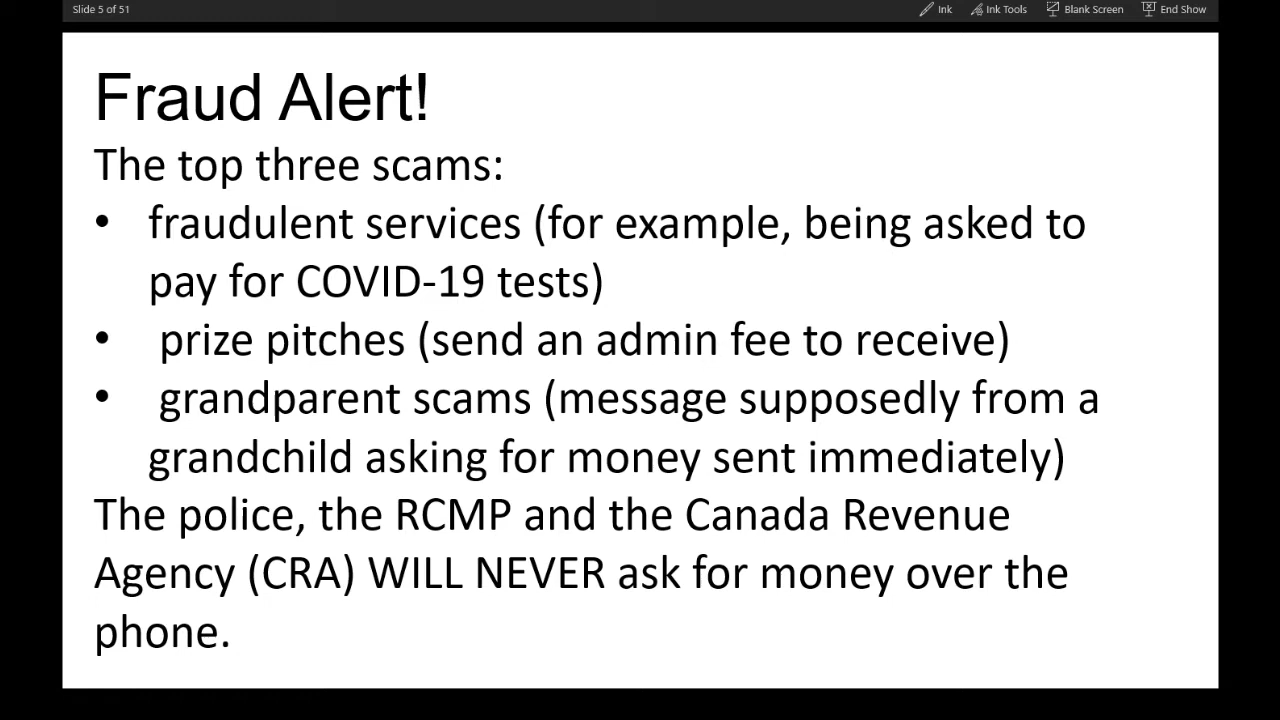 Slide 5 of 51
Ink
Ink Tools
Blank Screen
End Show
Fraud Alert!
The top three scams:
• fraudulent services (for example, being asked to
pay for COVID-19 tests)
• prize pitches (send an admin fee to receive)
• grandparent scams (message supposedly from a
grandchild asking for money sent immediately)
The police, the RCMP and the Canada Revenue
Agency (CRA) WILL NEVER ask for money over the
phone.